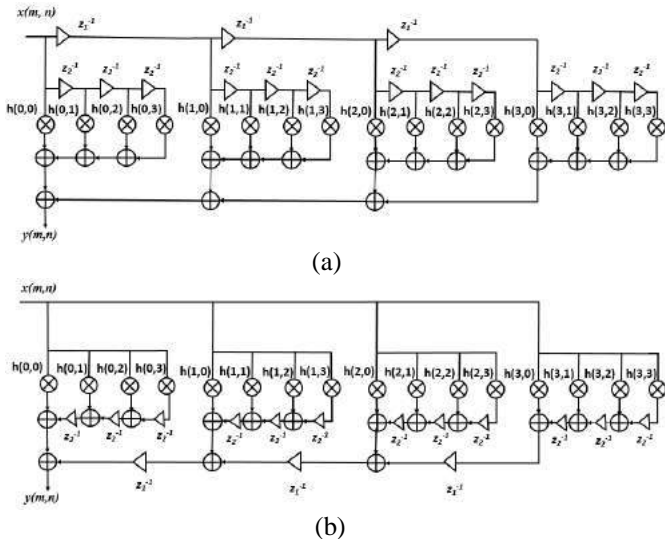 x(m, n)
z₁⁻¹ z₁⁻¹ z₁⁻¹
z₂⁻¹ z₂⁻¹ z₂⁻¹ z₂⁻¹ z₂⁻¹ z₂⁻¹ z₂⁻¹ z₂⁻¹ z₂⁻¹ z₂⁻¹ z₂⁻¹ z₂⁻¹
h(0,0) h(0,1) h(0,2) h(0,3) h(1,0) h(1,1) h(1,2) h(1,3) h(2,0) h(2,1) h(2,2) h(2,3) h(3,0) h(3,1) h(3,2) h(3,3)
y(m,n)
(a)
x(m,n)
h(0,0) h(0,1) h(0,2) h(0,3) h(1,0) h(1,1) h(1,2) h(1,3) h(2,0) h(2,1) h(2,2) h(2,3) h(3,0) h(3,1) h(3,2) h(3,3)
z₂⁻¹ z₂⁻¹ z₂⁻¹ z₂⁻¹ z₂⁻¹ z₂⁻¹ z₂⁻¹ z₂⁻¹ z₂⁻¹ z₂⁻¹ z₂⁻¹ z₂⁻¹
z₁⁻¹ z₁⁻¹ z₁⁻¹
y(m,n)
(b)